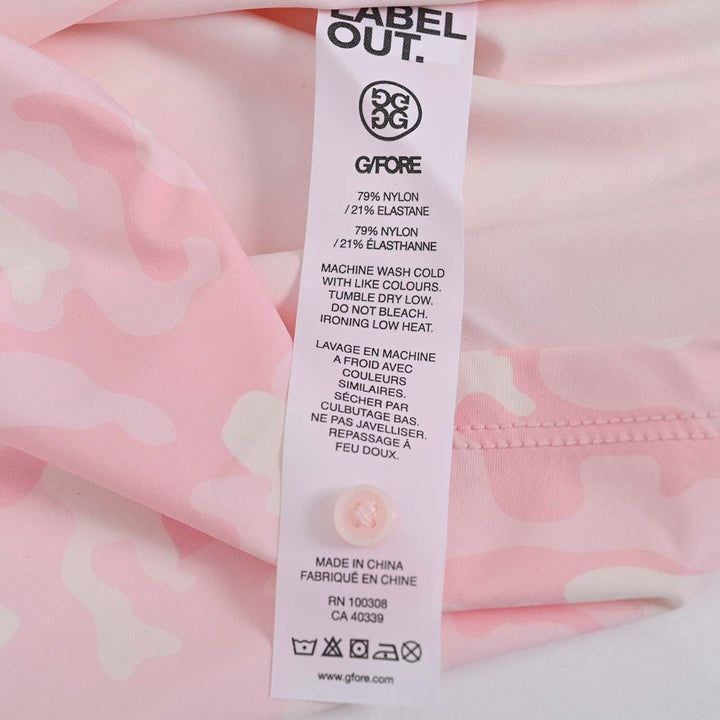 LABEL
OUT.
GG
GG
G/FORE
79% NYLON
/ 21% ELASTANE
79% NYLON
/ 21% ÉLASTHANNE
MACHINE WASH COLD
WITH LIKE COLOURS.
TUMBLE DRY LOW.
DO NOT BLEACH.
IRONING LOW HEAT.
LAVAGE EN MACHINE
A FROID AVEC
COULEURS
SIMILAIRES.
SÉCHER PAR
CULBUTAGE BAS.
NE PAS JAVELLISER.
REPASSAGE À
FEU DOUX.
MADE IN CHINA
FABRIQUÉ EN CHINE
RN 100308
CA 40339
www.gfore.com